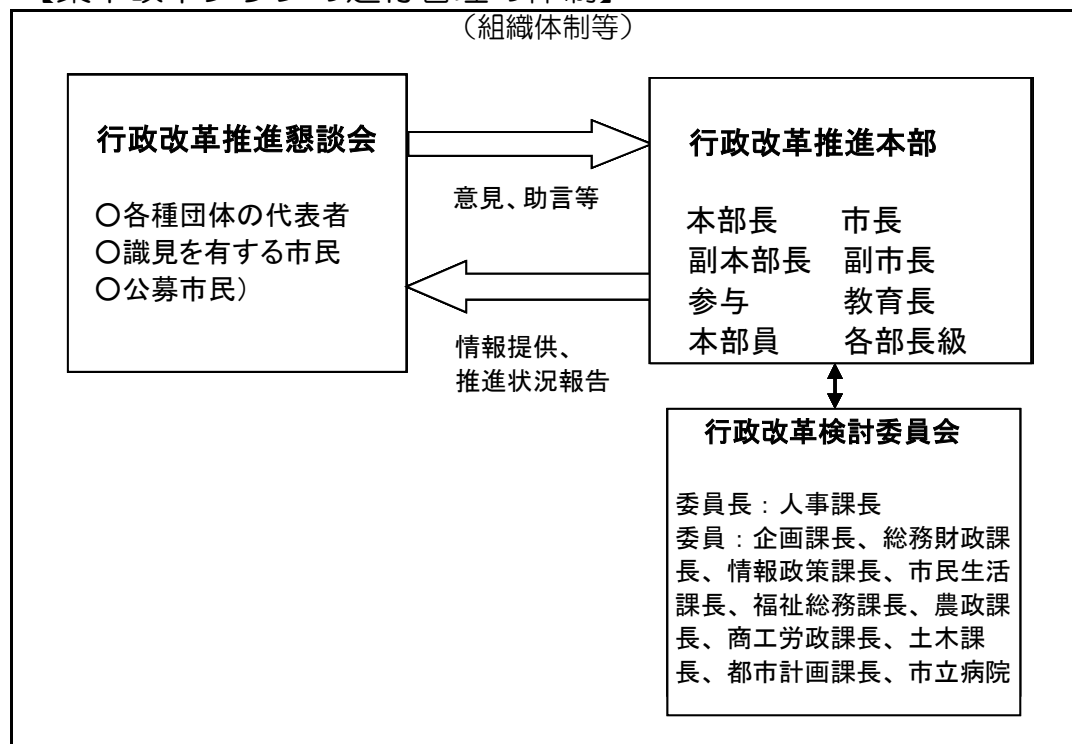 （組織体制等）
行政改革推進懇談会
○各種団体の代表者
○識見を有する市民
○公募市民）
意見、助言等
情報提供、
推進状況報告
行政改革推進本部
本部長　市長
副本部長　副市長
参与　教育長
本部員　各部長級
行政改革検討委員会
委員長：人事課長
委員：企画課長、総務財政課
長、情報政策課長、市民生活
課長、福祉総務課長、農政課
長、商工労政課長、土木課
長、都市計画課長、市立病院